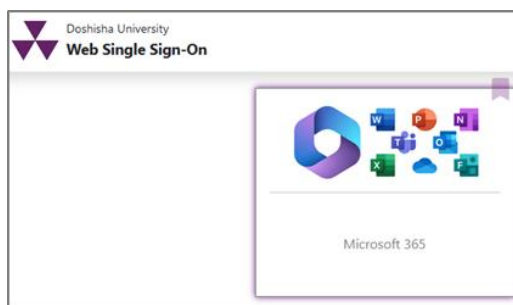 Doshisha University
Web Single Sign-On
W P N
T O
X F
Microsoft 365